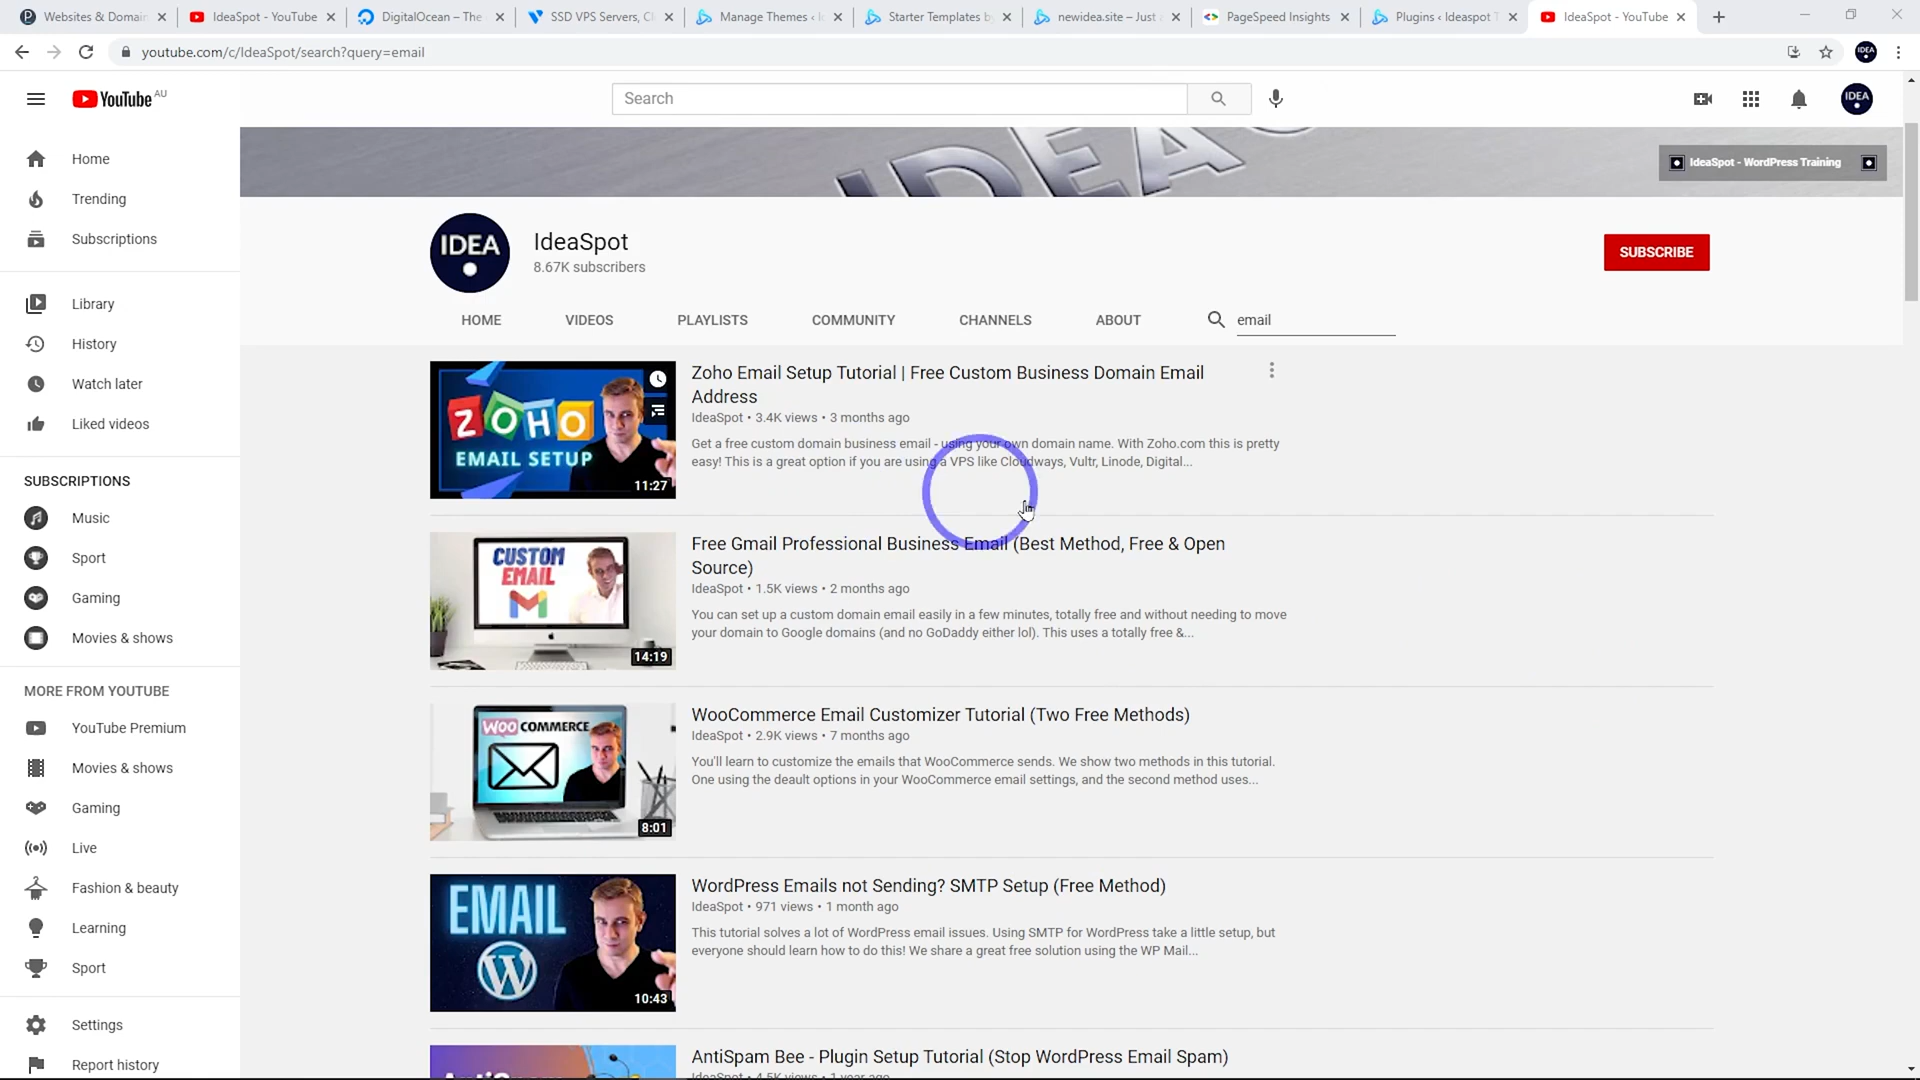 Websites & Domain
IdeaSpot - YouTube
DigitalOcean – The
SSD VPS Servers, C
Manage Themes ‹ I
Starter Templates b
newidea.site – Just
PageSpeed Insights
Plugins ‹ Ideaspot T
IdeaSpot - YouTube
youtube.com/c/IdeaSpot/search?query=email
IDEA
YouTube AU
Search
IDEA
Home
Trending
Subscriptions
Library
History
Watch later
Liked videos
SUBSCRIPTIONS
Music
Sport
Gaming
Movies & shows
MORE FROM YOUTUBE
YouTube Premium
Movies & shows
Gaming
Live
Fashion & beauty
Learning
Sport
Settings
Report history
IDEAS
IdeaSpot - WordPress Training
IDEA
IdeaSpot
8.67K subscribers
SUBSCRIBE
HOME
VIDEOS
PLAYLISTS
COMMUNITY
CHANNELS
ABOUT
email
ZOHO
EMAIL SETUP
11:27
Zoho Email Setup Tutorial | Free Custom Business Domain Email
Address
IdeaSpot • 3.4K views • 3 months ago
Get a free custom domain business email - using your own domain name. With Zoho.com this is pretty
easy! This is a great option if you are using a VPS like Cloudways, Vultr, Linode, Digital...
CUSTOM
EMAIL
14:19
Free Gmail Professional Business Email (Best Method, Free & Open
Source)
IdeaSpot • 1.5K views • 2 months ago
You can set up a custom domain email easily in a few minutes, totally free and without needing to move
your domain to Google domains (and no GoDaddy either lol). This uses a totally free &...
WOO COMMERCE
8:01
WooCommerce Email Customizer Tutorial (Two Free Methods)
IdeaSpot • 2.9K views • 7 months ago
You'll learn to customize the emails that WooCommerce sends. We show two methods in this tutorial.
One using the deault options in your WooCommerce email settings, and the second method uses...
EMAIL
10:43
WordPress Emails not Sending? SMTP Setup (Free Method)
IdeaSpot • 971 views • 1 month ago
This tutorial solves a lot of WordPress email issues. Using SMTP for WordPress take a little setup, but
everyone should learn how to do this! We share a great free solution using the WP Mail...
AntiSpam Bee - Plugin Setup Tutorial (Stop WordPress Email Spam)
IdeaSpot • 4.5K views • 1 year ago